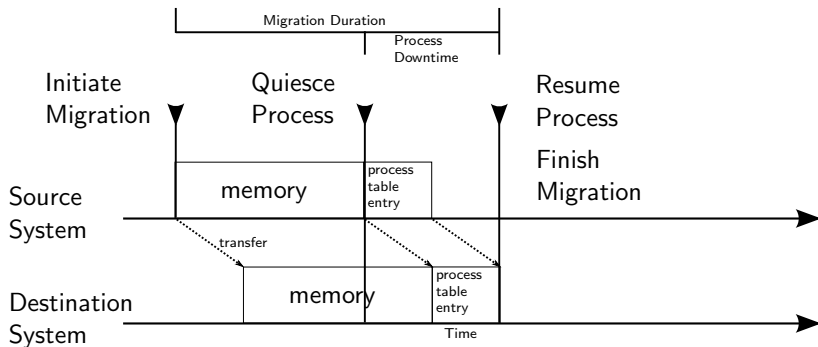 Migration Duration
Process
Downtime
Initiate
Migration
Quiesce
Process
Resume
Process
Finish
Migration
Source
System
memory
process
table
entry
transfer
Destination
System
memory
process
table
entry
Time